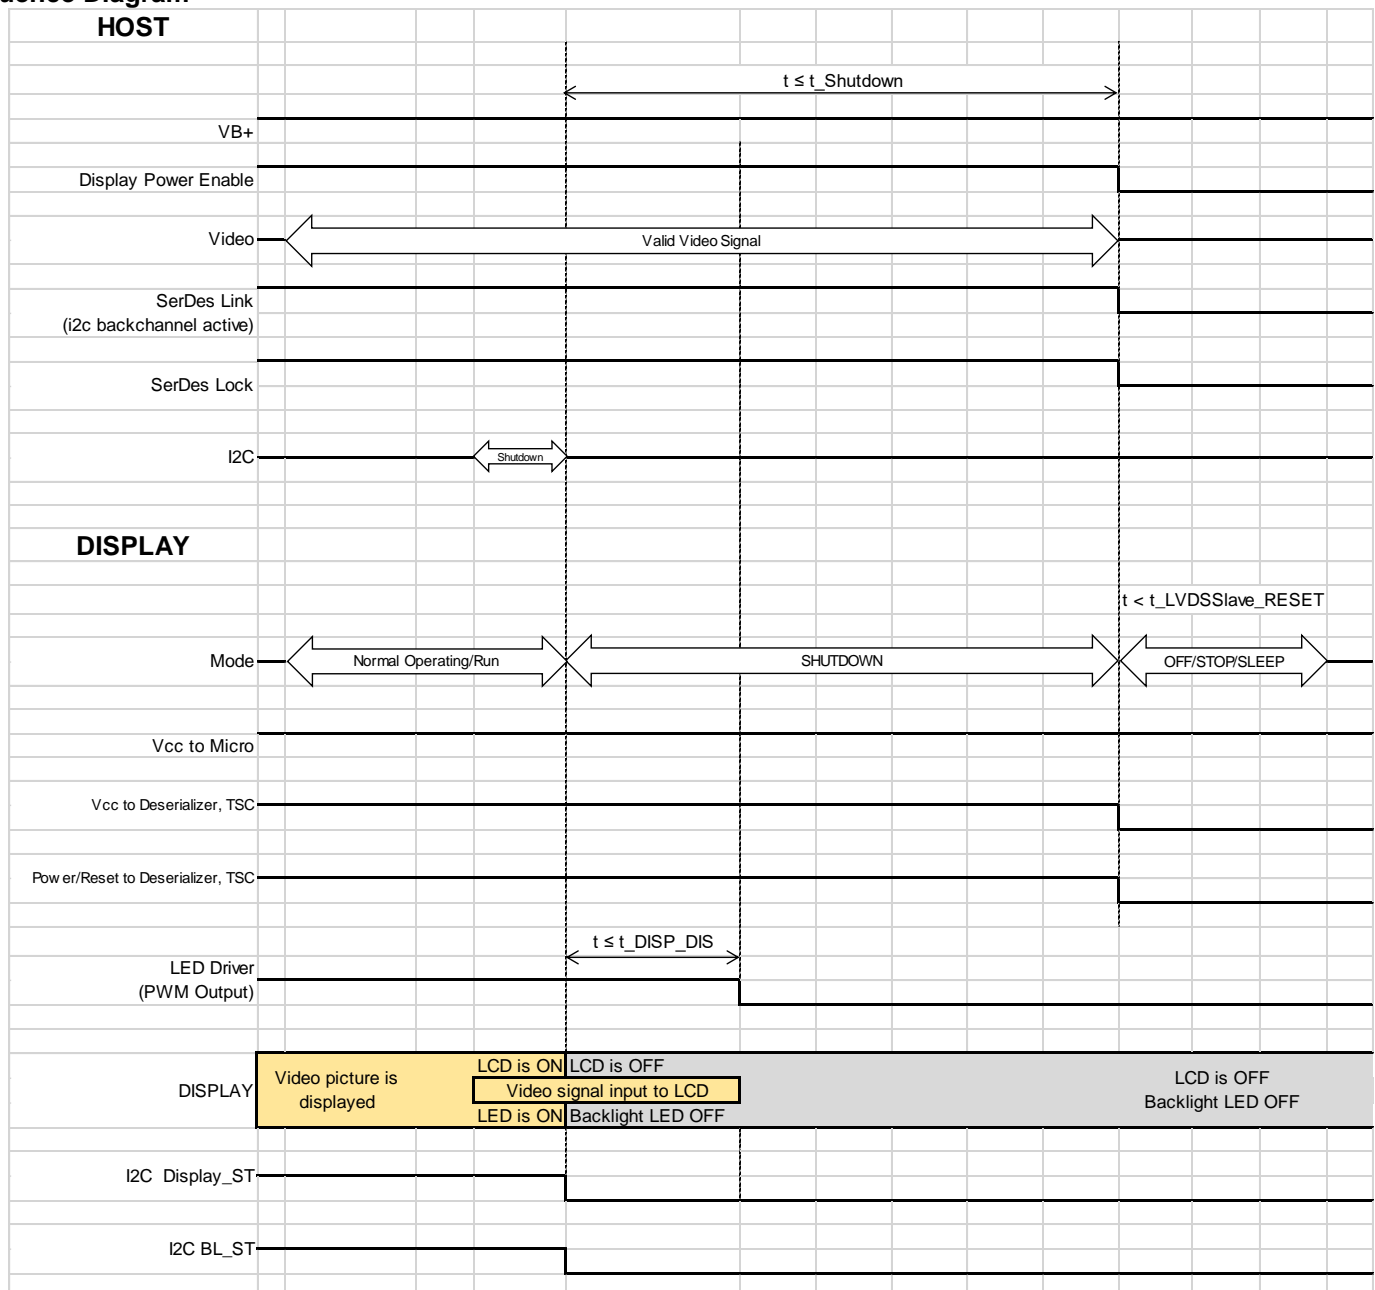 HOST
t ≤ t_Shutdown
VB+
Display Power Enable
Video
Valid Video Signal
SerDes Link
(i2c backchannel active)
SerDes Lock
I2C
Shutdown
DISPLAY
t < t_LVDSSlave_RESET
Mode
Normal Operating/Run
SHUTDOWN
OFF/STOP/SLEEP
Vcc to Micro
Vcc to Deserializer, TSC
Power/Reset to Deserializer, TSC
t ≤ t_DISP_DIS
LED Driver
(PWM Output)
DISPLAY
Video picture is
displayed
LCD is ON
LCD is OFF
Video signal input to LCD
LED is ON
Backlight LED OFF
LCD is OFF
Backlight LED OFF
I2C Display_ST
I2C BL_ST